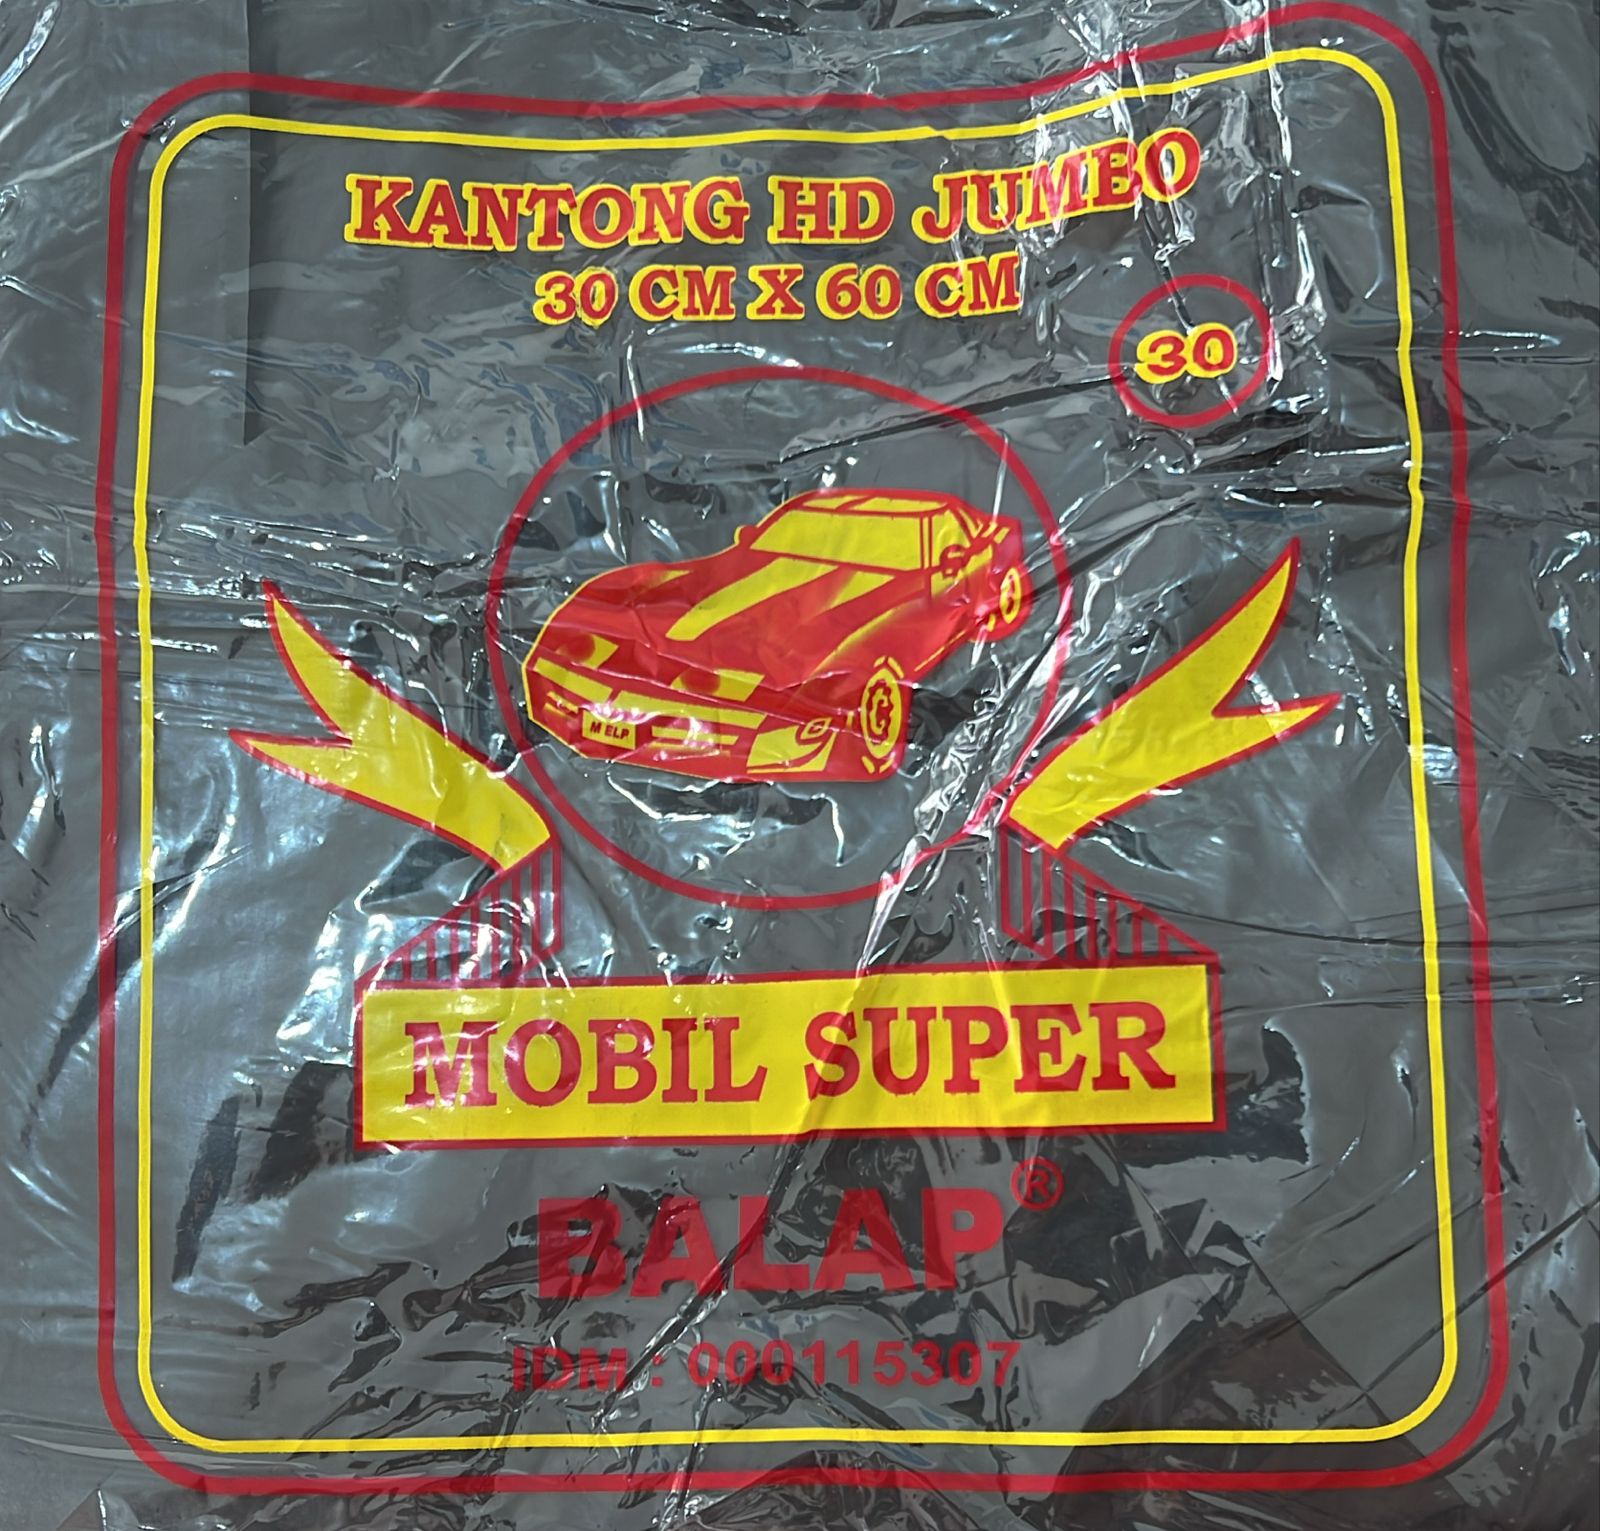 KANTONG HD JUMBO
30 CM X 60 CM
30
M ELP
MOBIL SUPER
BALAP®
IDM : 000115307